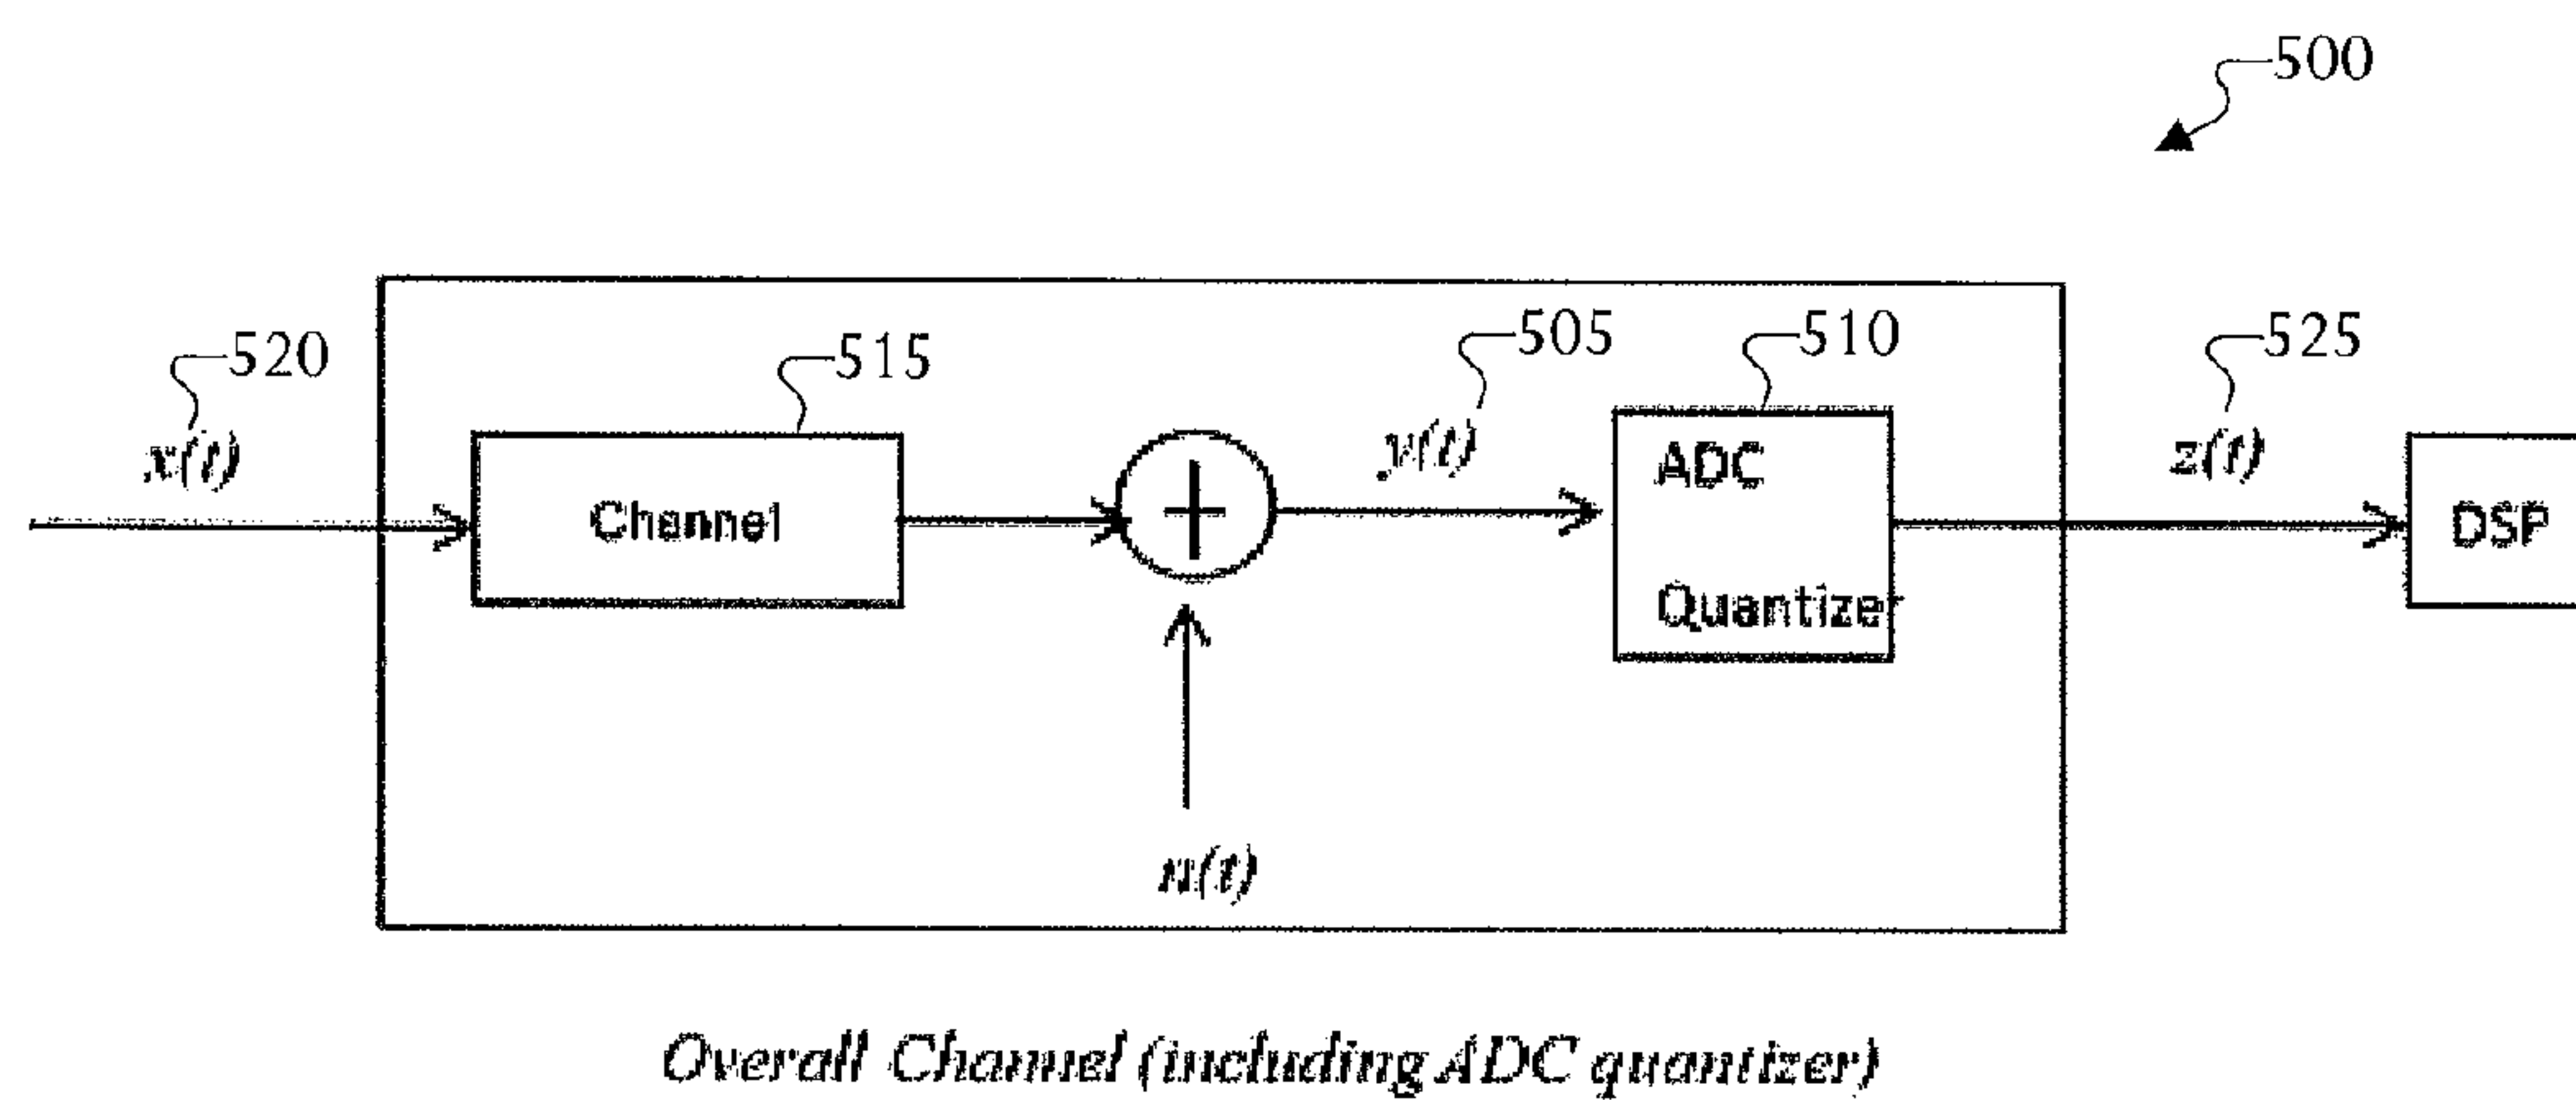 500
520
515
505
510
525
x(t)
y(t)
z(t)
ADC
Quantizer
Channel
+
DSP
n(t)
Overall Channel (including ADC quantizer)